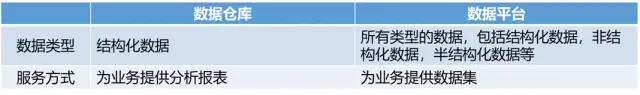 数据仓库
数据平台
数据类型
结构化数据
所有类型的数据，包括结构化数据，非结
构化数据，半结构化数据等
服务方式
为业务提供分析报表
为业务提供数据集